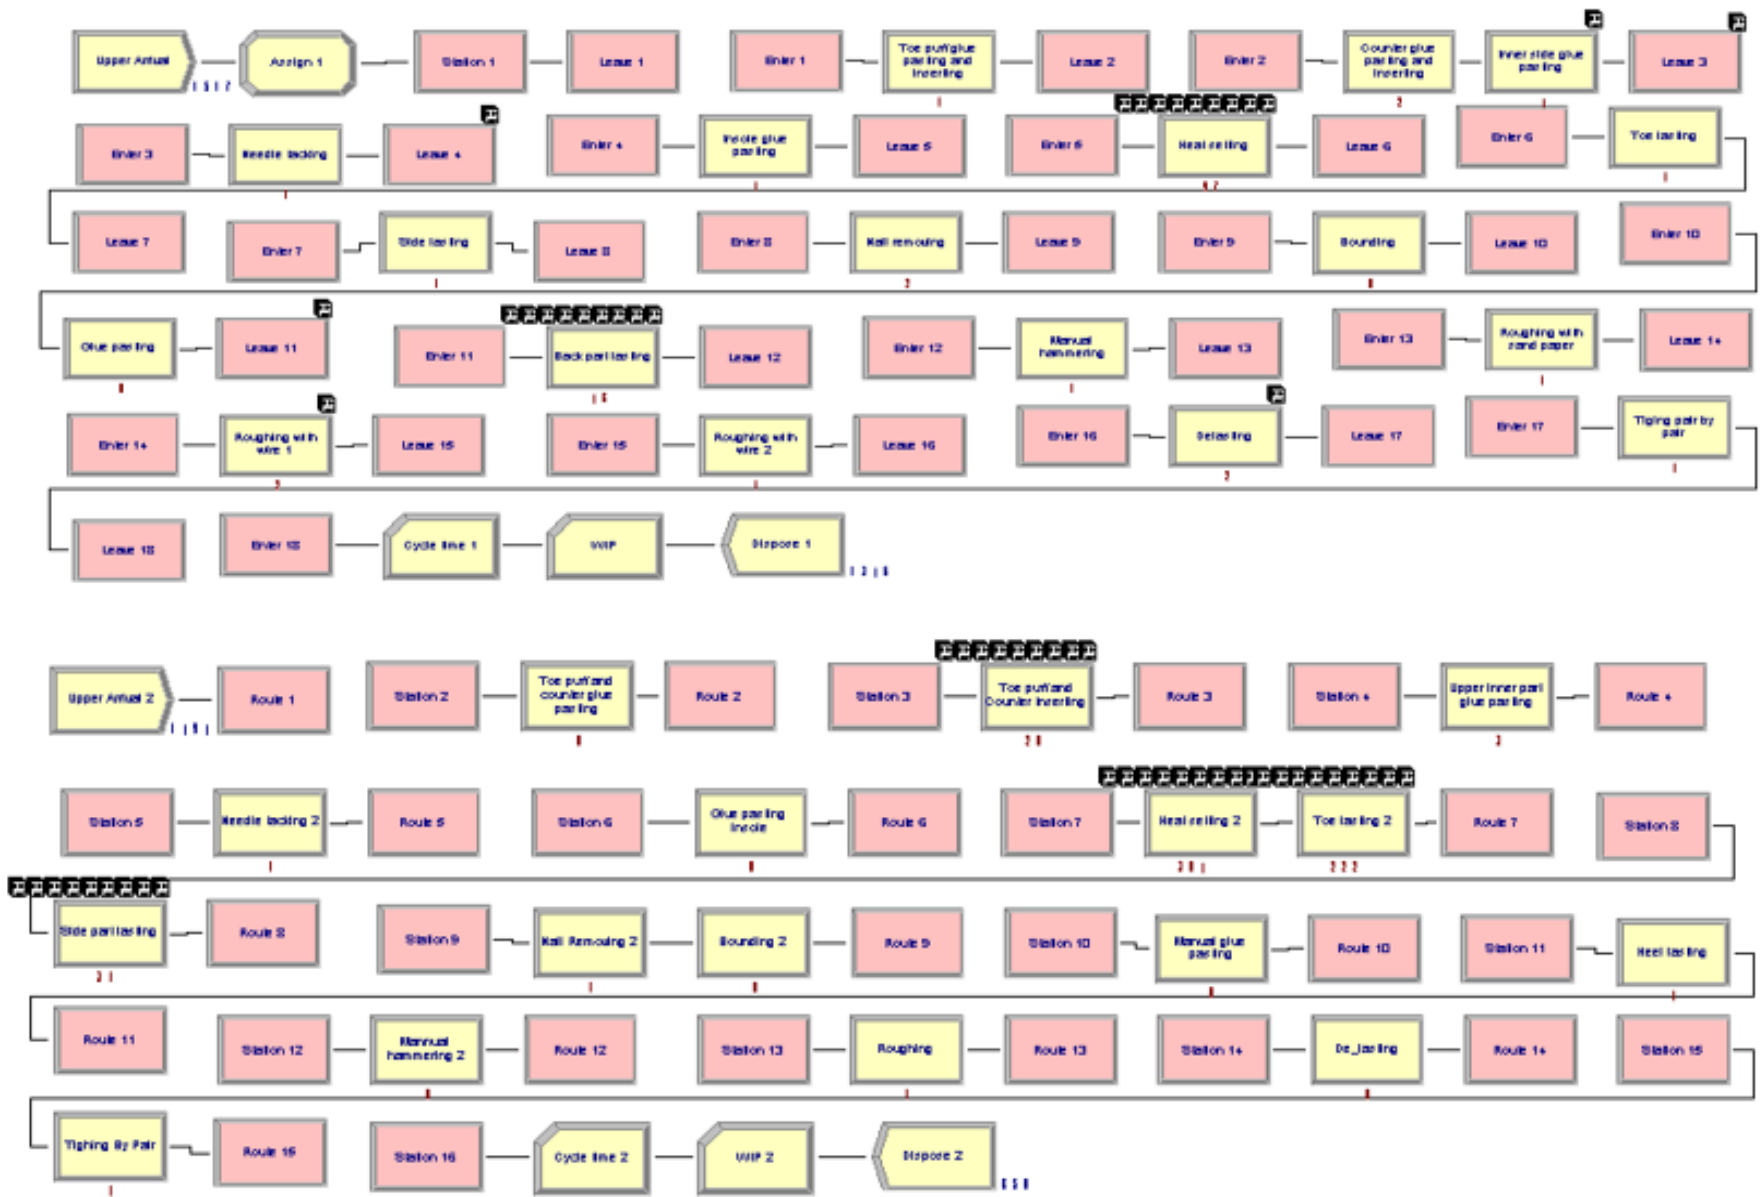 Upper Arrival
Assign 1
Station 1
Leave 1
Enter 1
Toe puff glue
pasting and
inserting
Leave 2
Enter 2
Counter glue
pasting and
inserting
Inner side glue
pasting
Leave 3
Enter 3
Needle tacking
Leave 4
Enter 4
Insole glue
pasting
Leave 5
Enter 5
Heat setting
Leave 6
Enter 6
Toe lasting
Leave 7
Enter 7
Side lasting
Leave 8
Enter 8
Nail removing
Leave 9
Enter 9
Bounding
Leave 10
Enter 10
Glue pasting
Leave 11
Enter 11
Back part lasting
Leave 12
Enter 12
Manual
hammering
Leave 13
Enter 13
Roughing with
sand paper
Leave 14
Enter 14
Roughing with
wire 1
Leave 15
Enter 15
Roughing with
wire 2
Leave 16
Enter 16
Delasting
Leave 17
Enter 17
Tiging pair by
pair
Leave 18
Enter 18
Cycle time 1
WIP
Dispose 1
Upper Arrival 2
Route 1
Station 2
Toe puff and
counter glue
pasting
Route 2
Station 3
Toe puff and
Counter inserting
Route 3
Station 4
Upper inner part
glue pasting
Route 4
Station 5
Needle tacking 2
Route 5
Station 6
Glue pasting
insole
Route 6
Station 7
Heat setting 2
Toe lasting 2
Route 7
Station 8
Side part lasting
Route 8
Station 9
Nail Removing 2
Bounding 2
Route 9
Station 10
Manual glue
pasting
Route 10
Station 11
Heel lasting
Route 11
Station 12
Mannual
hammering 2
Route 12
Station 13
Roughing
Route 13
Station 14
De_lasting
Route 14
Station 15
Tighing By Pair
Route 15
Station 16
Cycle time 2
WIP 2
Dispose 2